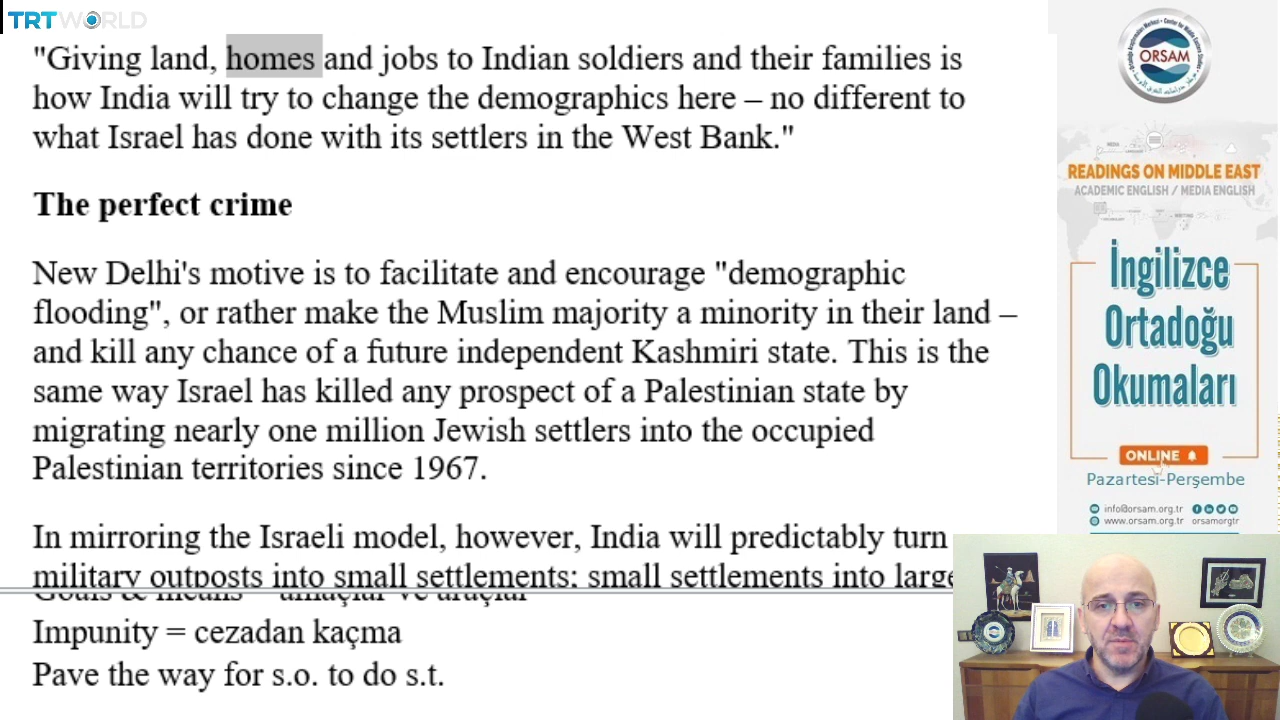 TRT WORLD
"Giving land, homes and jobs to Indian soldiers and their families is
how India will try to change the demographics here – no different to
what Israel has done with its settlers in the West Bank."
The perfect crime
New Delhi's motive is to facilitate and encourage "demographic
flooding", or rather make the Muslim majority a minority in their land –
and kill any chance of a future independent Kashmiri state. This is the
same way Israel has killed any prospect of a Palestinian state by
migrating nearly one million Jewish settlers into the occupied
Palestinian territories since 1967.
In mirroring the Israeli model, however, India will predictably turn
military outposts into small settlements; small settlements into large
Goals & means = amaçlar ve araçlar
Impunity = cezadan kaçma
Pave the way for s.o. to do s.t.
ORSAM
READINGS ON MIDDLE EAST
ACADEMIC ENGLISH / MEDIA ENGLISH
İngilizce
Ortadoğu
Okumaları
ONLINE
Pazartesi-Perşembe
info@orsam.org.tr
www.orsam.org.tr orsamorgtr